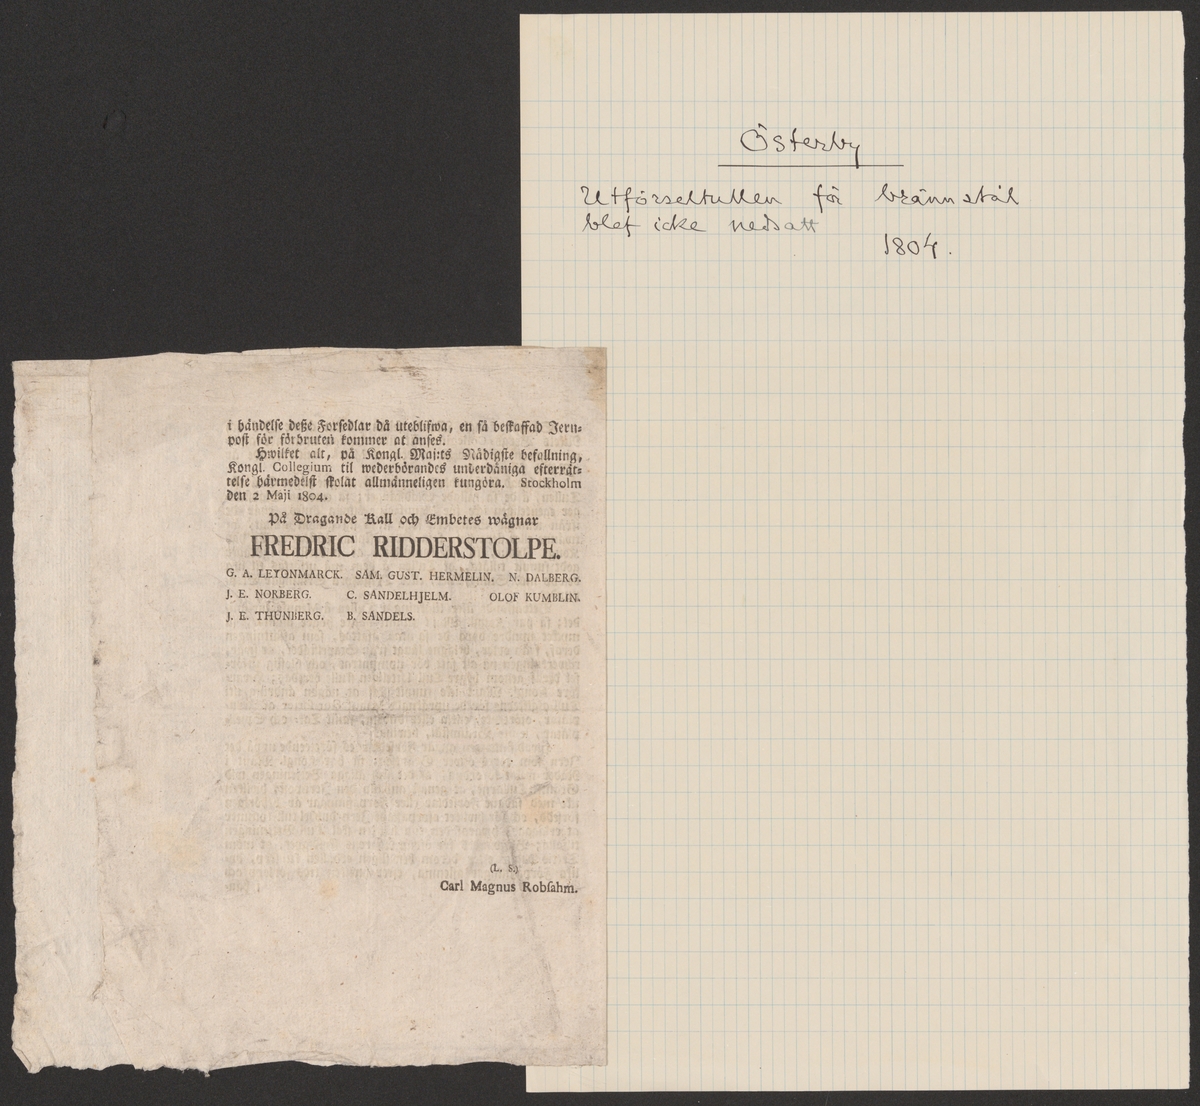 Österby
Utförseltullen för brännstål
blef icke nedsatt
1804.
i händelse deße Forsedlar då uteblifwa, en så beskaffad Jern-
post för förbruten kommer at anses.
Hwilket alt, på Kongl. Maj:ts Nådigste befallning,
Kongl. Collegium til wederbörandes underdåniga efterrät-
telse härmedelst skolat allmänneligen kungöra. Stockholm
den 2 Maji 1804.
På Dragande Kall och Embetes wägnar
FREDRIC RIDDERSTOLPE.
G. A. LEYONMARCK. SAM. GUST. HERMELIN. N. DALBERG.
J. E. NORBERG. C. SANDELHJELM. OLOF KUMBLIN.
J. E. THUNBERG. B. SANDELS.
(L. S.)
Carl Magnus Robſahm.